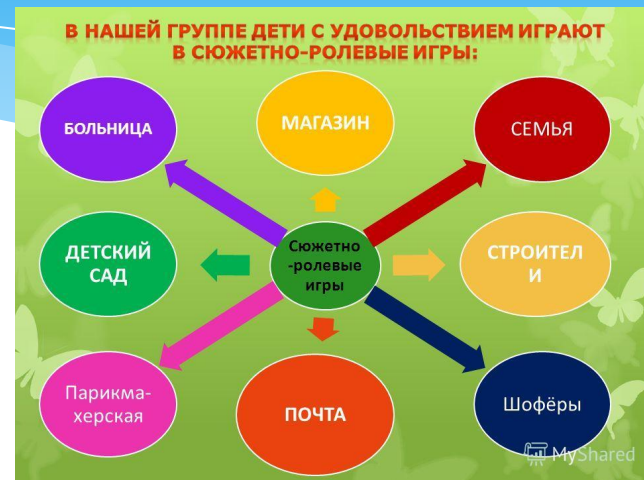 В НАШЕЙ ГРУППЕ ДЕТИ С УДОВОЛЬСТВИЕМ ИГРАЮТ
В СЮЖЕТНО-РОЛЕВЫЕ ИГРЫ:
БОЛЬНИЦА
МАГАЗИН
СЕМЬЯ
ДЕТСКИЙ
САД
Сюжетно
-ролевые
игры
СТРОИТЕЛ
И
Парикма-
херская
ПОЧТА
Шофёры
MyShared